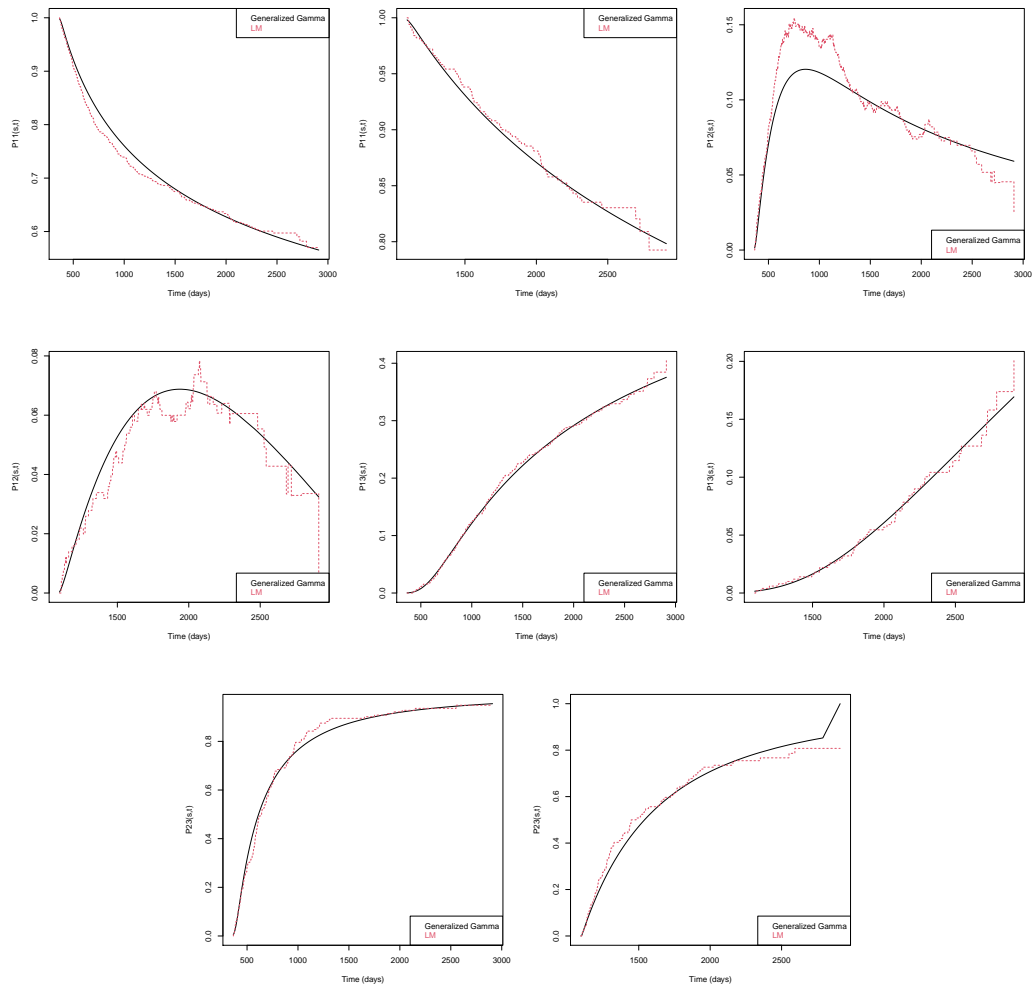 Generalized Gamma
LM
P11(s,t)
1.0
0.9
0.8
0.7
0.6
500 1000 1500 2000 2500 3000
Time (days)
Generalized Gamma
LM
P11(s,t)
1.00
0.95
0.90
0.85
0.80
1500 2000 2500
Time (days)
P12(s,t)
0.15
0.10
0.05
0.00
Generalized Gamma
LM
500 1000 1500 2000 2500 3000
Time (days)
P12(s,t)
0.08
0.06
0.04
0.02
0.00
Generalized Gamma
LM
1500 2000 2500
Time (days)
P13(s,t)
0.4
0.3
0.2
0.1
0.0
Generalized Gamma
LM
500 1000 1500 2000 2500 3000
Time (days)
P13(s,t)
0.20
0.15
0.10
0.05
0.00
Generalized Gamma
LM
1500 2000 2500
Time (days)
P23(s,t)
0.8
0.6
0.4
0.2
0.0
Generalized Gamma
LM
500 1000 1500 2000 2500 3000
Time (days)
P23(s,t)
1.0
0.8
0.6
0.4
0.2
0.0
Generalized Gamma
LM
1500 2000 2500
Time (days)